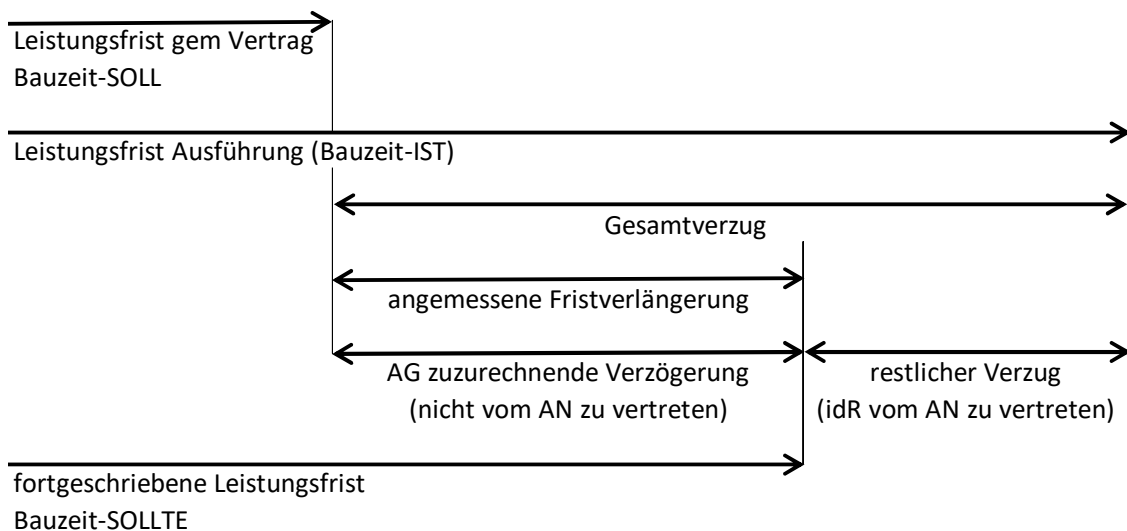 Leistungsfrist gem Vertrag
Bauzeit-SOLL
Leistungsfrist Ausführung (Bauzeit-IST)
Gesamtverzug
angemessene Fristverlängerung
AG zuzurechnende Verzögerung
(nicht vom AN zu vertreten)
restlicher Verzug
(idR vom AN zu vertreten)
fortgeschriebene Leistungsfrist
Bauzeit-SOLLTE